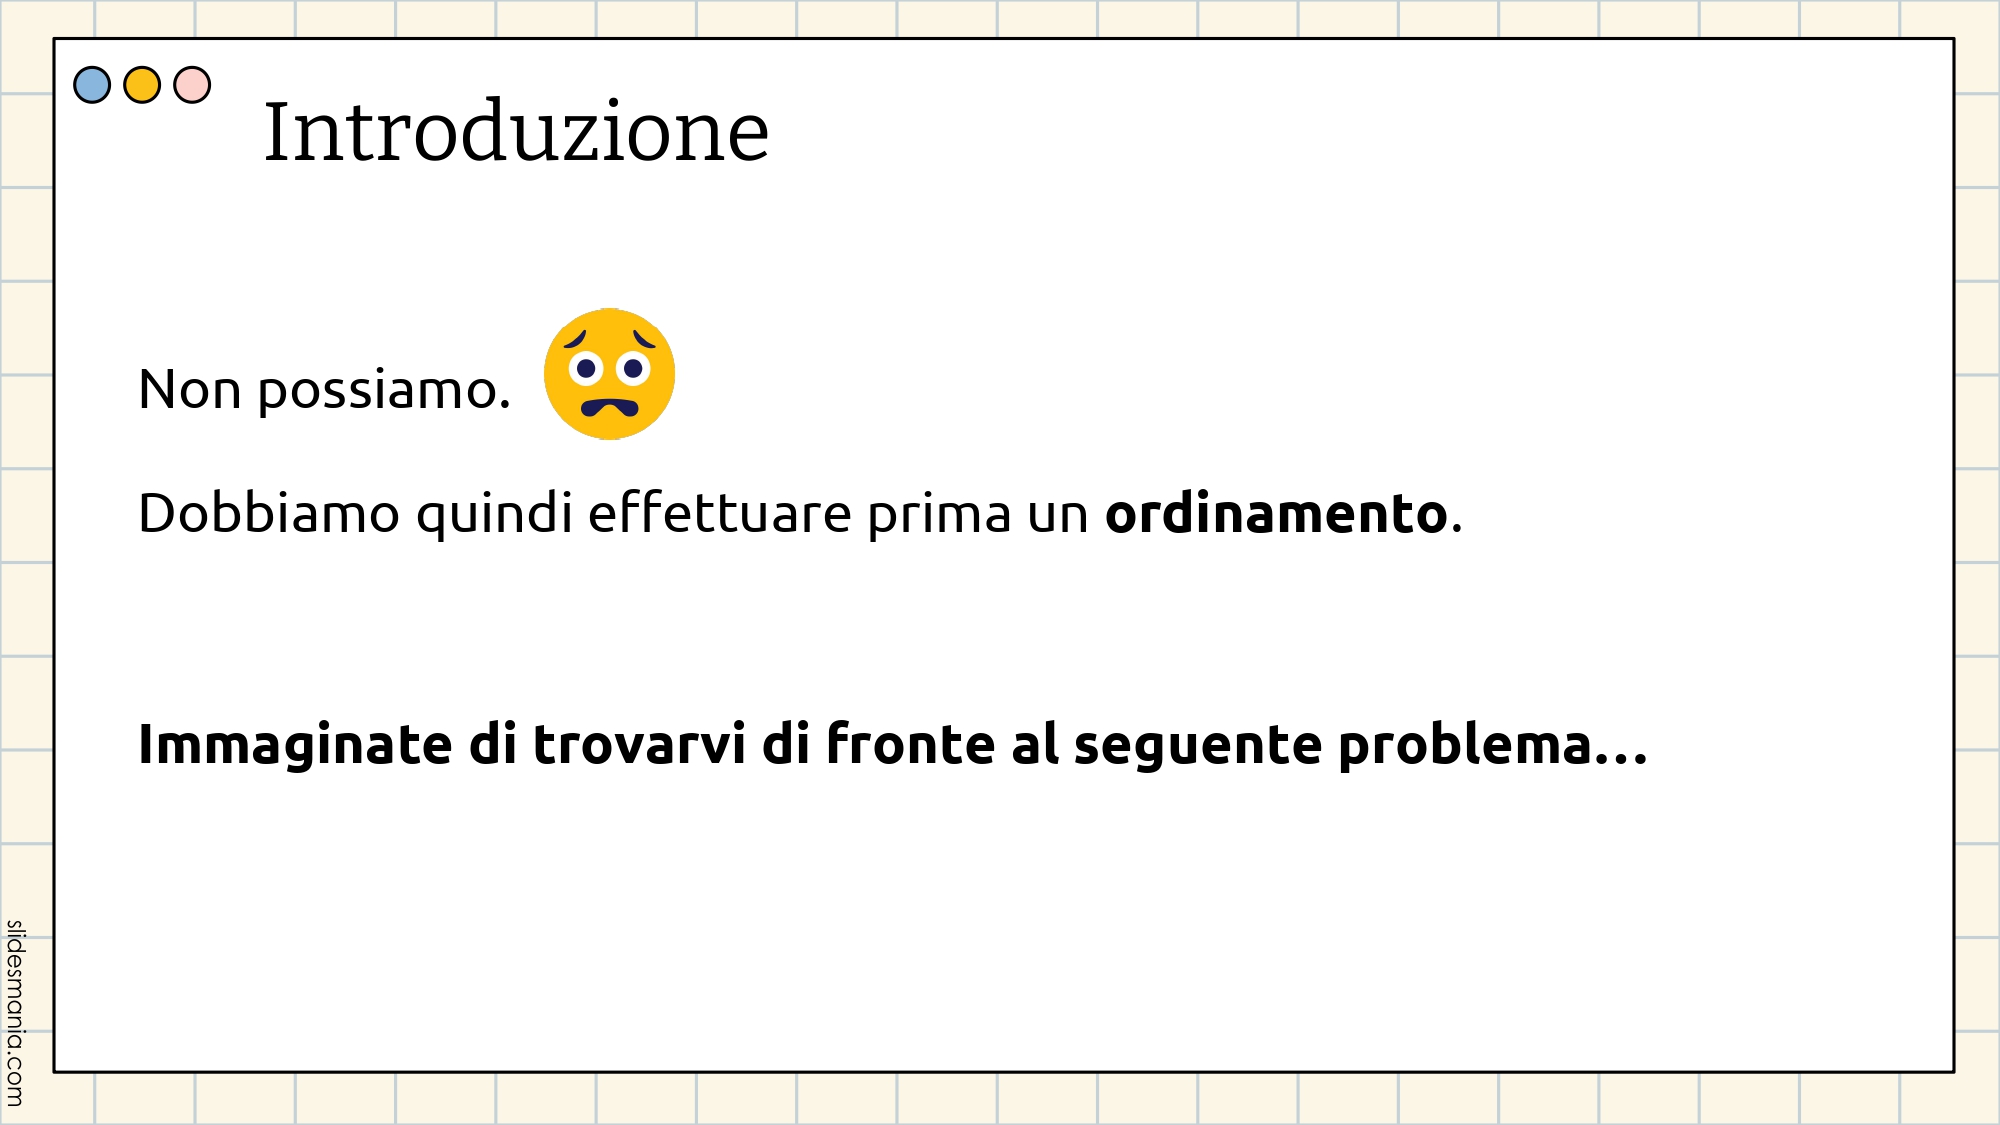 Introduzione
Non possiamo.
Dobbiamo quindi effettuare prima un ordinamento.
Immaginate di trovarvi di fronte al seguente problema...
slidesmania.com